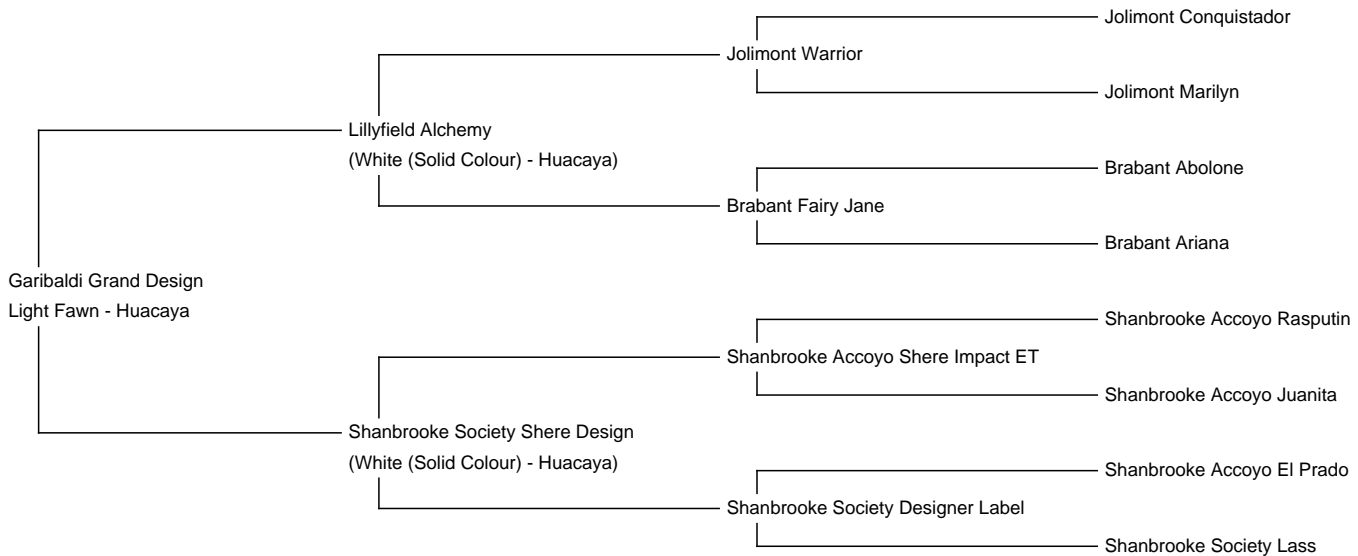 Jolimont Conquistador
Jolimont Warrior
Jolimont Marilyn
Lillyfield Alchemy
(White (Solid Colour) - Huacaya)
Brabant Abolone
Brabant Fairy Jane
Brabant Ariana
Garibaldi Grand Design
Light Fawn - Huacaya
Shanbrooke Accoyo Rasputin
Shanbrooke Accoyo Shere Impact ET
Shanbrooke Accoyo Juanita
Shanbrooke Society Shere Design
(White (Solid Colour) - Huacaya)
Shanbrooke Accoyo El Prado
Shanbrooke Society Designer Label
Shanbrooke Society Lass